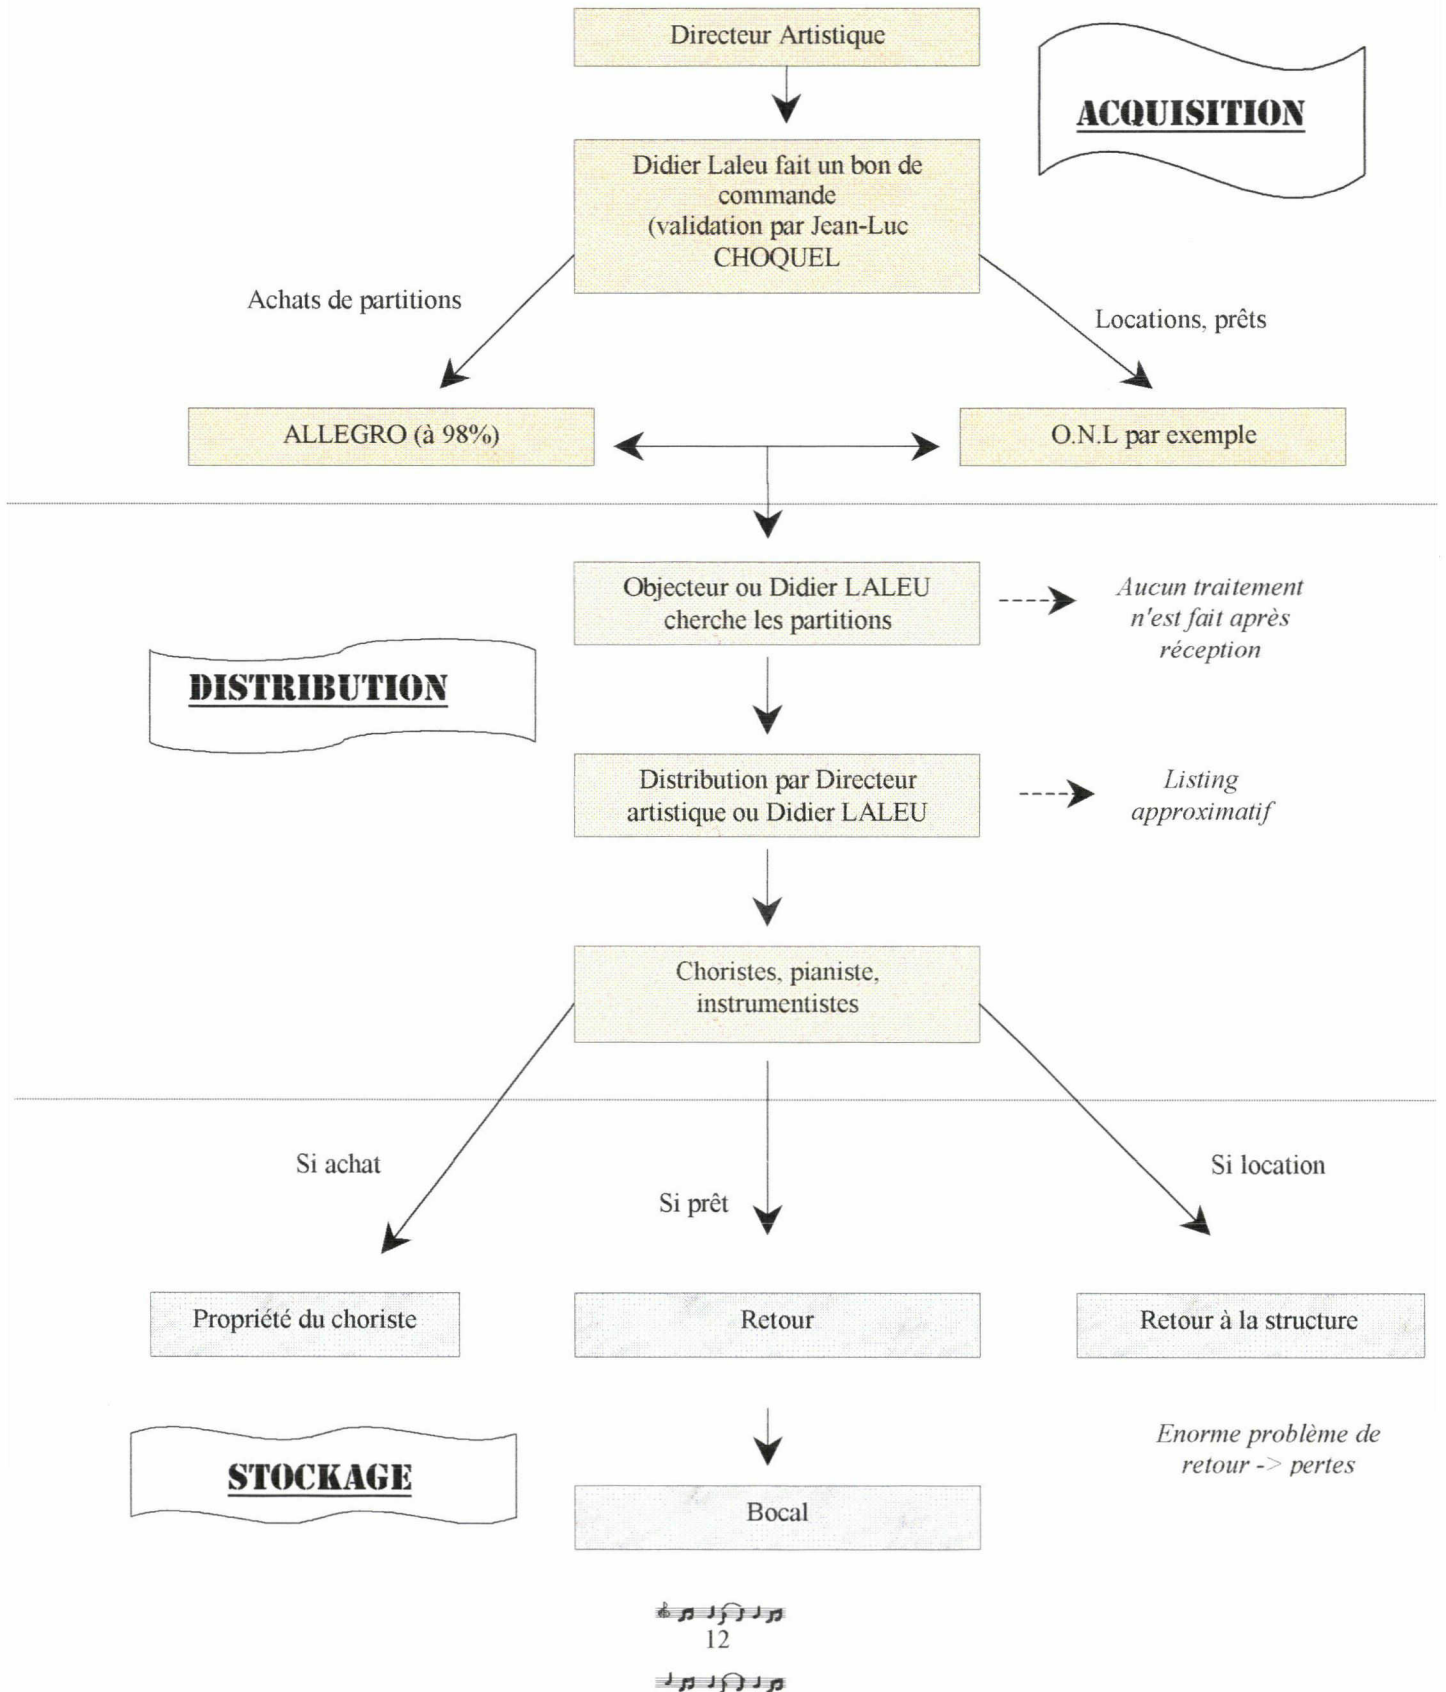 Directeur Artistique
ACQUISITION
Didier Laleu fait un bon de
commande
(validation par Jean-Luc
CHOQUEL
Achats de partitions
Locations, prêts
ALLEGRO (à 98%)
O.N.L par exemple
Objecteur ou Didier LALEU
cherche les partitions
Aucun traitement
n'est fait après
réception
DISTRIBUTION
Distribution par Directeur
artistique ou Didier LALEU
Listing
approximatif
Choristes, pianiste,
instrumentistes
Si achat
Si prêt
Si location
Propriété du choriste
Retour
Retour à la structure
Enorme problème de
retour -> pertes
STOCKAGE
Bocal
12